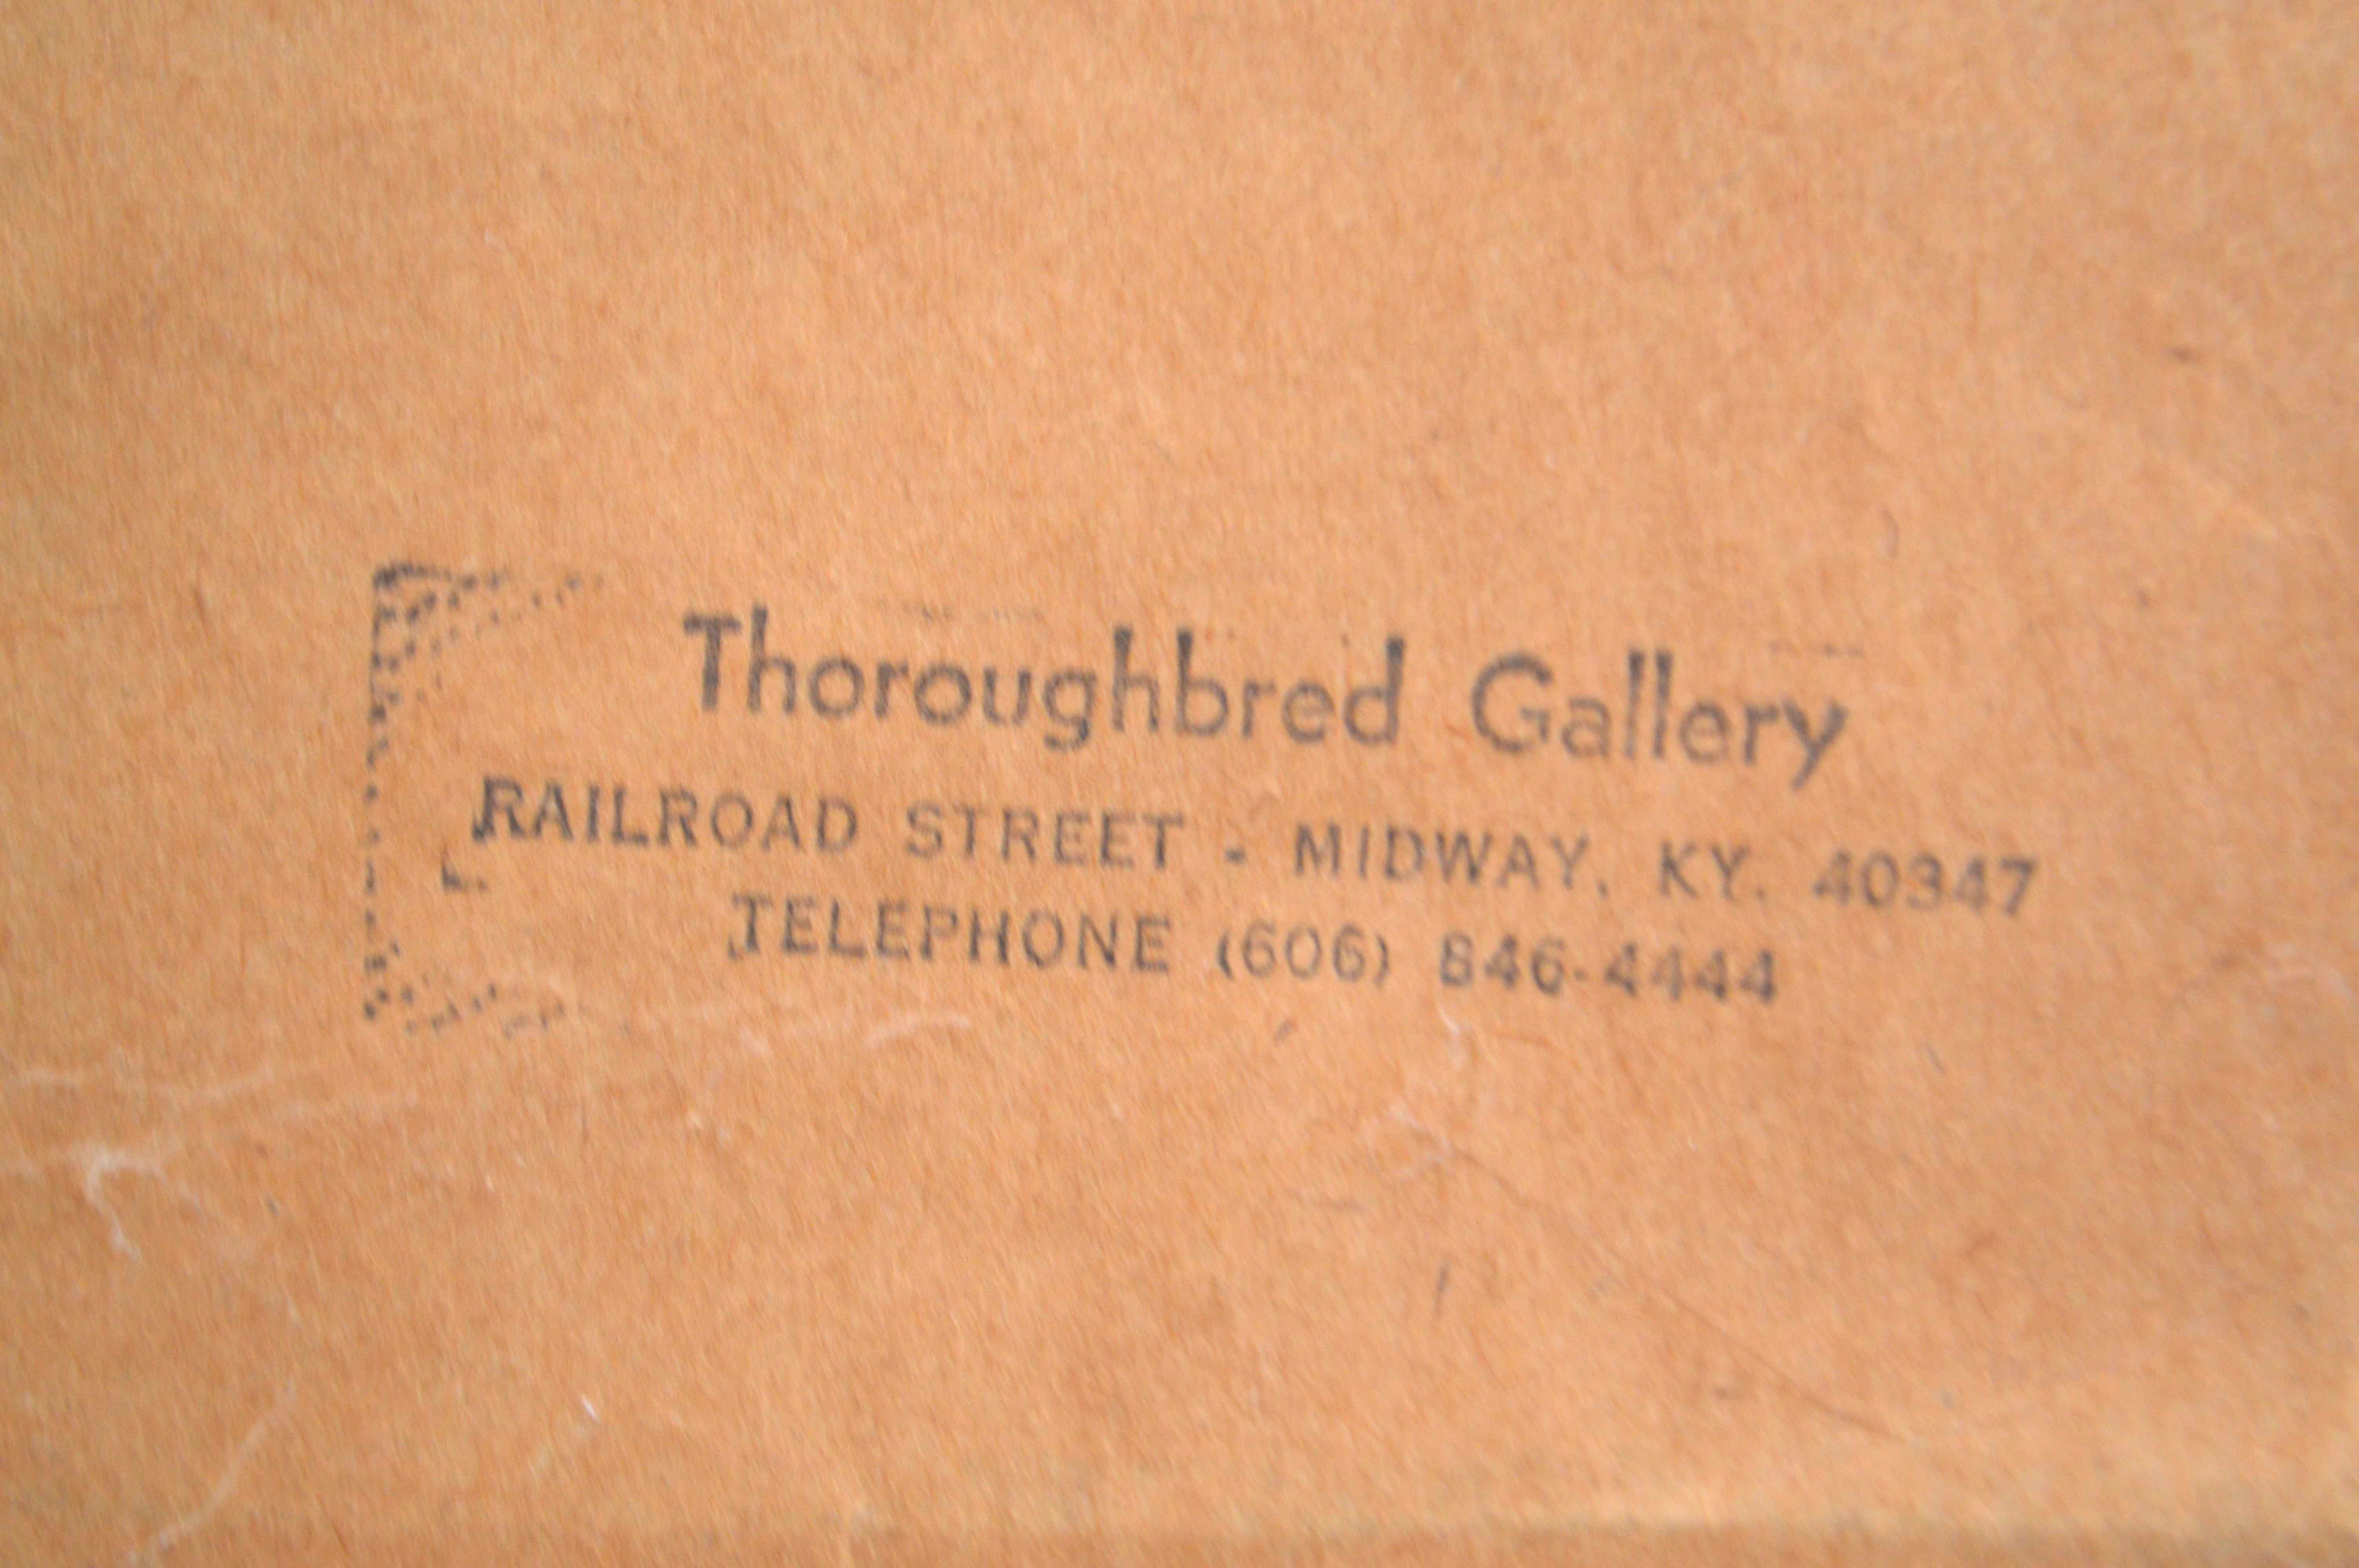 Thoroughbred Gallery
RAILROAD STREET - MIDWAY, KY. 40347
TELEPHONE (606) 846-4444